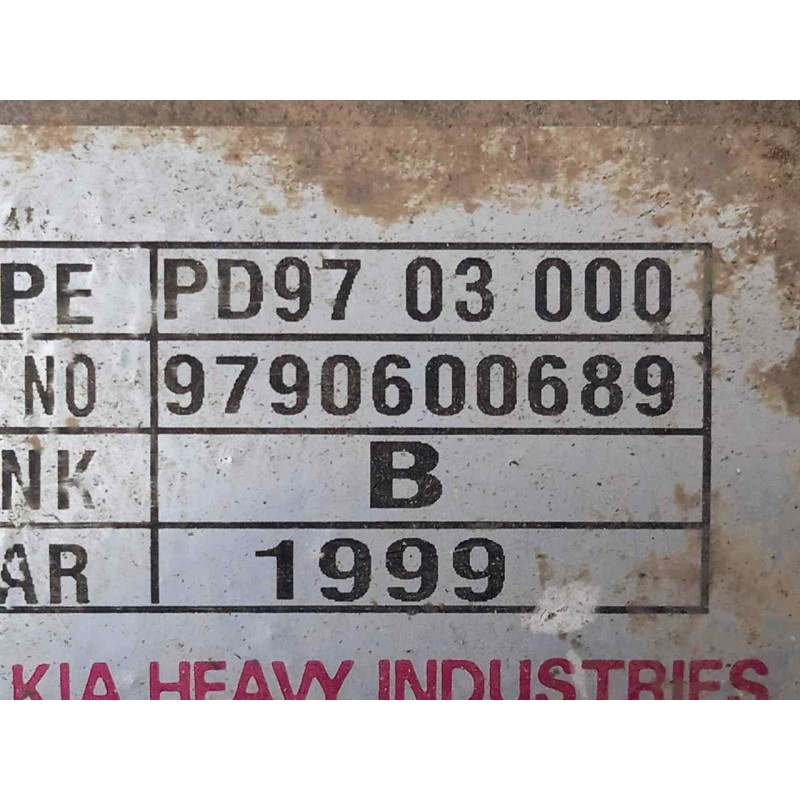 PE PD97 03 000
NO 9790600689
NK B
AR 1999
KIA HEAVY INDUSTRIES